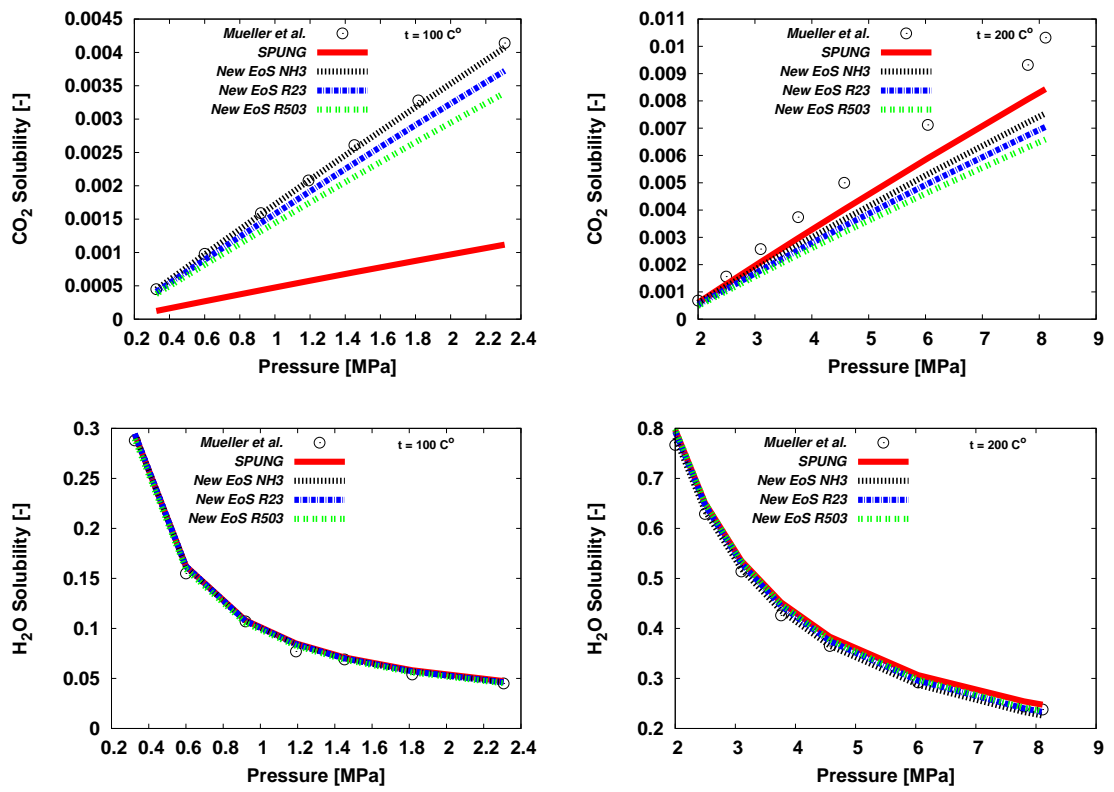 Mueller et al.
t = 100 C°
SPUNG
New EoS NH3
New EoS R23
New EoS R503
CO2 Solubility [-]
0.0045
0.004
0.0035
0.003
0.0025
0.002
0.0015
0.001
0.0005
0
0.2 0.4 0.6 0.8 1 1.2 1.4 1.6 1.8 2 2.2 2.4
Pressure [MPa]
Mueller et al.
t = 200 C°
SPUNG
New EoS NH3
New EoS R23
New EoS R503
CO2 Solubility [-]
0.011
0.01
0.009
0.008
0.007
0.006
0.005
0.004
0.003
0.002
0.001
0
2 3 4 5 6 7 8 9
Pressure [MPa]
Mueller et al.
t = 100 C°
SPUNG
New EoS NH3
New EoS R23
New EoS R503
H2O Solubility [-]
0.3
0.25
0.2
0.15
0.1
0.05
0
0.2 0.4 0.6 0.8 1 1.2 1.4 1.6 1.8 2 2.2 2.4
Pressure [MPa]
Mueller et al.
t = 200 C°
SPUNG
New EoS NH3
New EoS R23
New EoS R503
H2O Solubility [-]
0.8
0.7
0.6
0.5
0.4
0.3
0.2
2 3 4 5 6 7 8 9
Pressure [MPa]